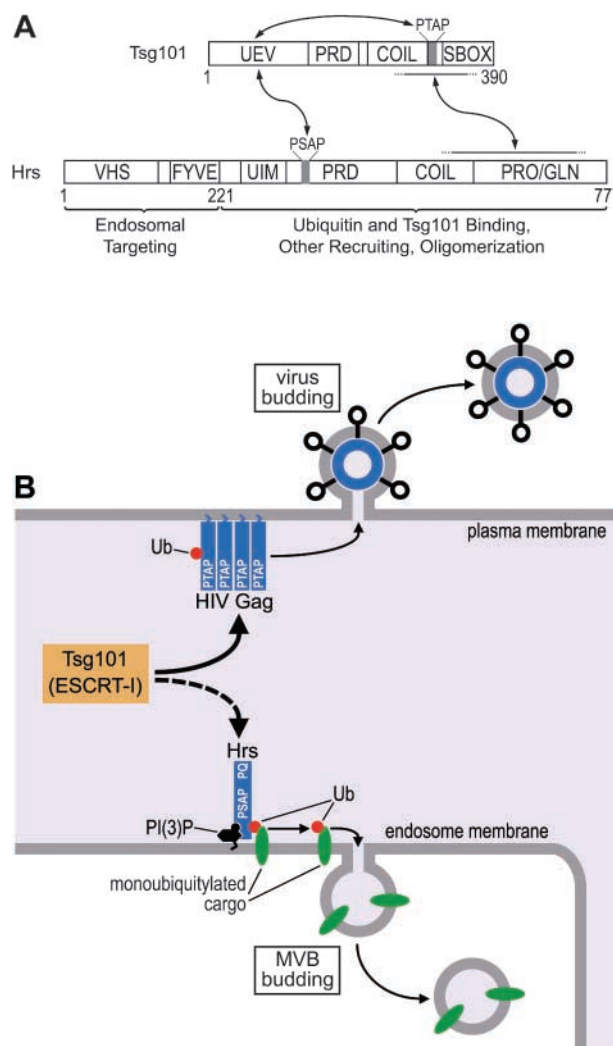 A
PTAP
Tsg101
UEV PRD COIL SBOX
1 390
PSAP
Hrs
VHS FYVE UIM PRD COIL PRO/GLN
1 221 77
Endosomal
Targeting
Ubiquitin and Tsg101 Binding,
Other Recruiting, Oligomerization
virus
budding
B
plasma membrane
Ub
PTAP PTAP PTAP PTAP
HIV Gag
Tsg101
(ESCRT-I)
Hrs
PSAP PQ
Ub
PI(3)P
endosome membrane
monoubiquitylated
cargo
MVB
budding